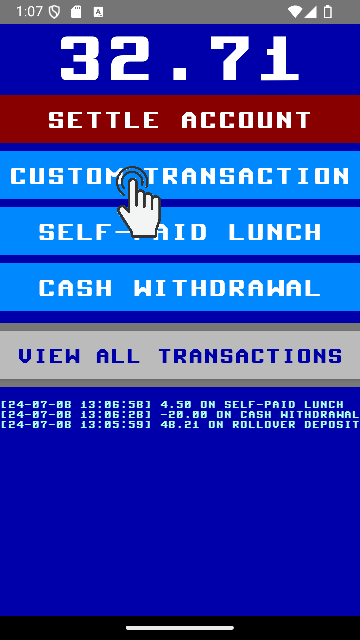 1:07
32.71
SETTLE ACCOUNT
CUSTOM TRANSACTION
SELF-PAID LUNCH
CASH WITHDRAWAL
VIEW ALL TRANSACTIONS
[24-07-08 13:06:58] 4.50 ON SELF-PAID LUNCH
[24-07-08 13:06:28] -20.00 ON CASH WITHDRAWAL
[24-07-08 13:05:59] 48.21 ON ROLLOVER DEPOSIT